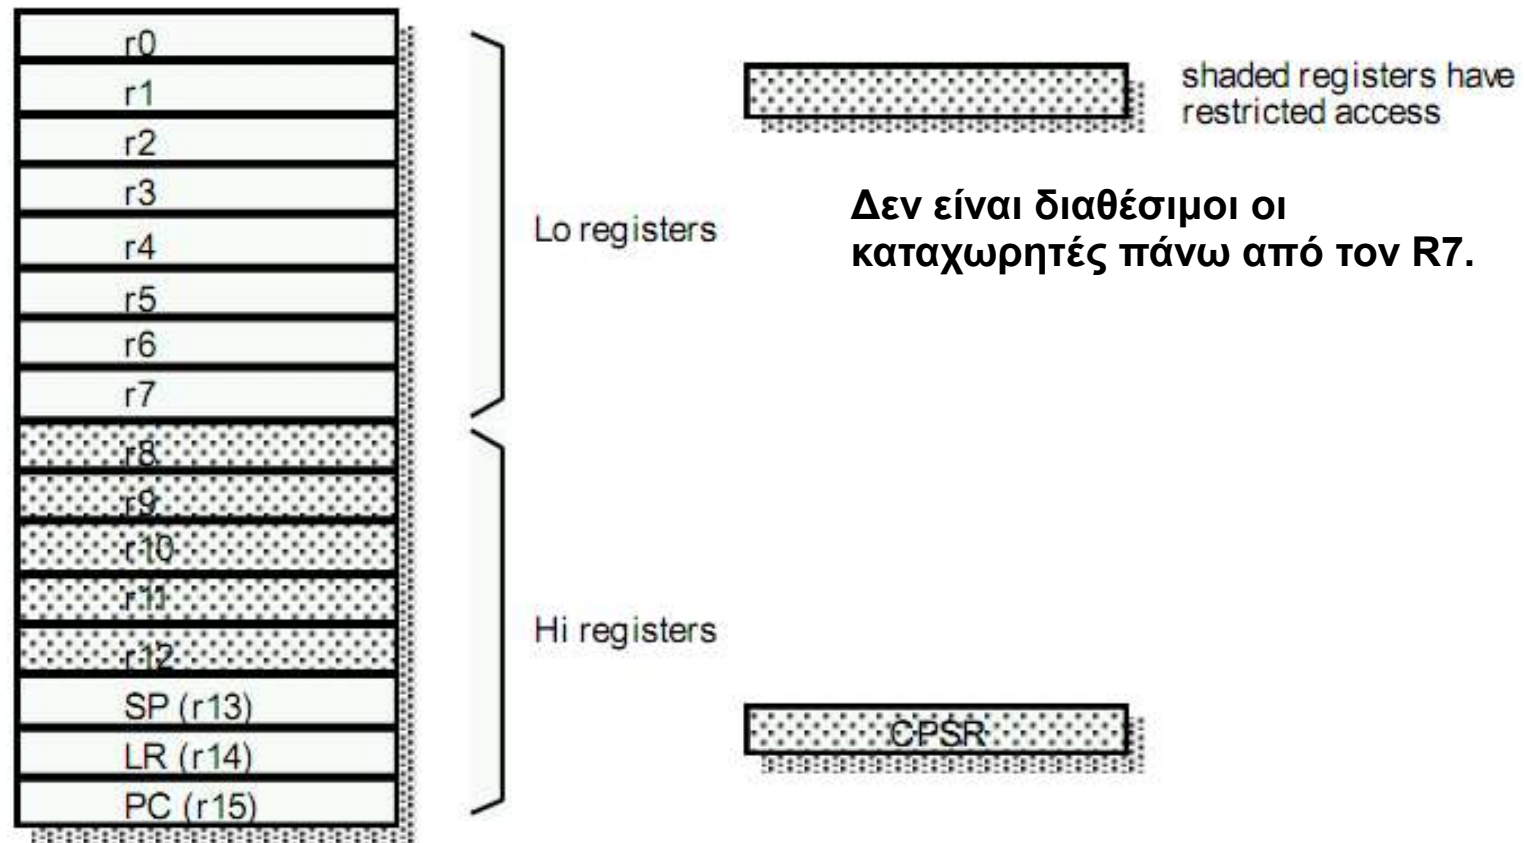 r0
r1
r2
r3
r4
r5
r6
r7
r8
r9
r10
r11
r12
SP (r13)
LR (r14)
PC (r15)
Lo registers
Hi registers
shaded registers have
restricted access
Δεν είναι διαθέσιμοι οι
καταχωρητές πάνω από τον R7.
CPSR